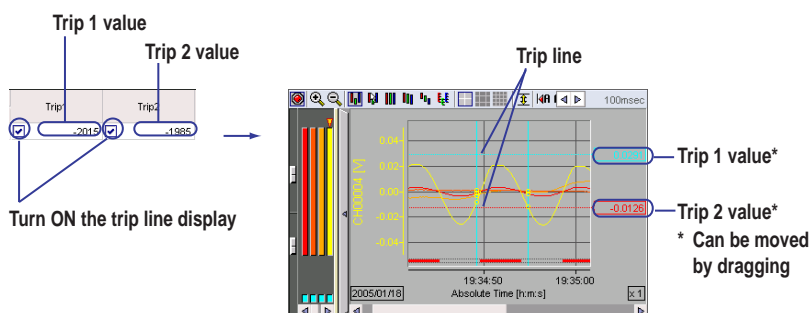 Trip 1 value
Trip 2 value
Trip line
Trip1
Trip2
-2015
-1985
100msec
0.04
0.02
0.00
-0.02
-0.04
CH00004 [V]
Trip 1 value*
-0.0126
Trip 2 value*
* Can be moved
by dragging
Turn ON the trip line display
19:34:50
19:35:00
2005/01/18
Absolute Time [h:m:s]
x 1